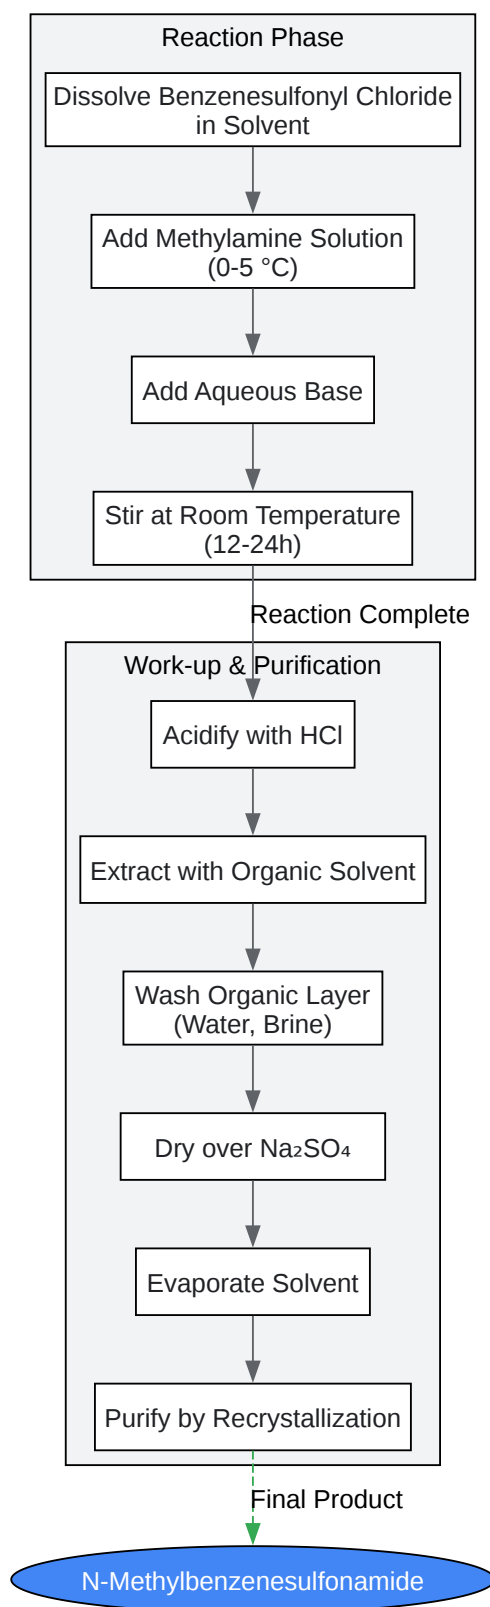 Reaction Phase
Dissolve Benzenesulfonyl Chloride
in Solvent
Add Methylamine Solution
(0-5 °C)
Add Aqueous Base
Stir at Room Temperature
(12-24h)
Reaction Complete
Work-up & Purification
Acidify with HCl
Extract with Organic Solvent
Wash Organic Layer
(Water, Brine)
Dry over Na₂SO₄
Evaporate Solvent
Purify by Recrystallization
Final Product
N-Methylbenzenesulfonamide